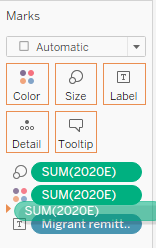 Marks
Automatic
Color Size Label
Detail Tooltip
SUM(2020E)
SUM(2020E)
SUM(2020E)
Migrant remitt..